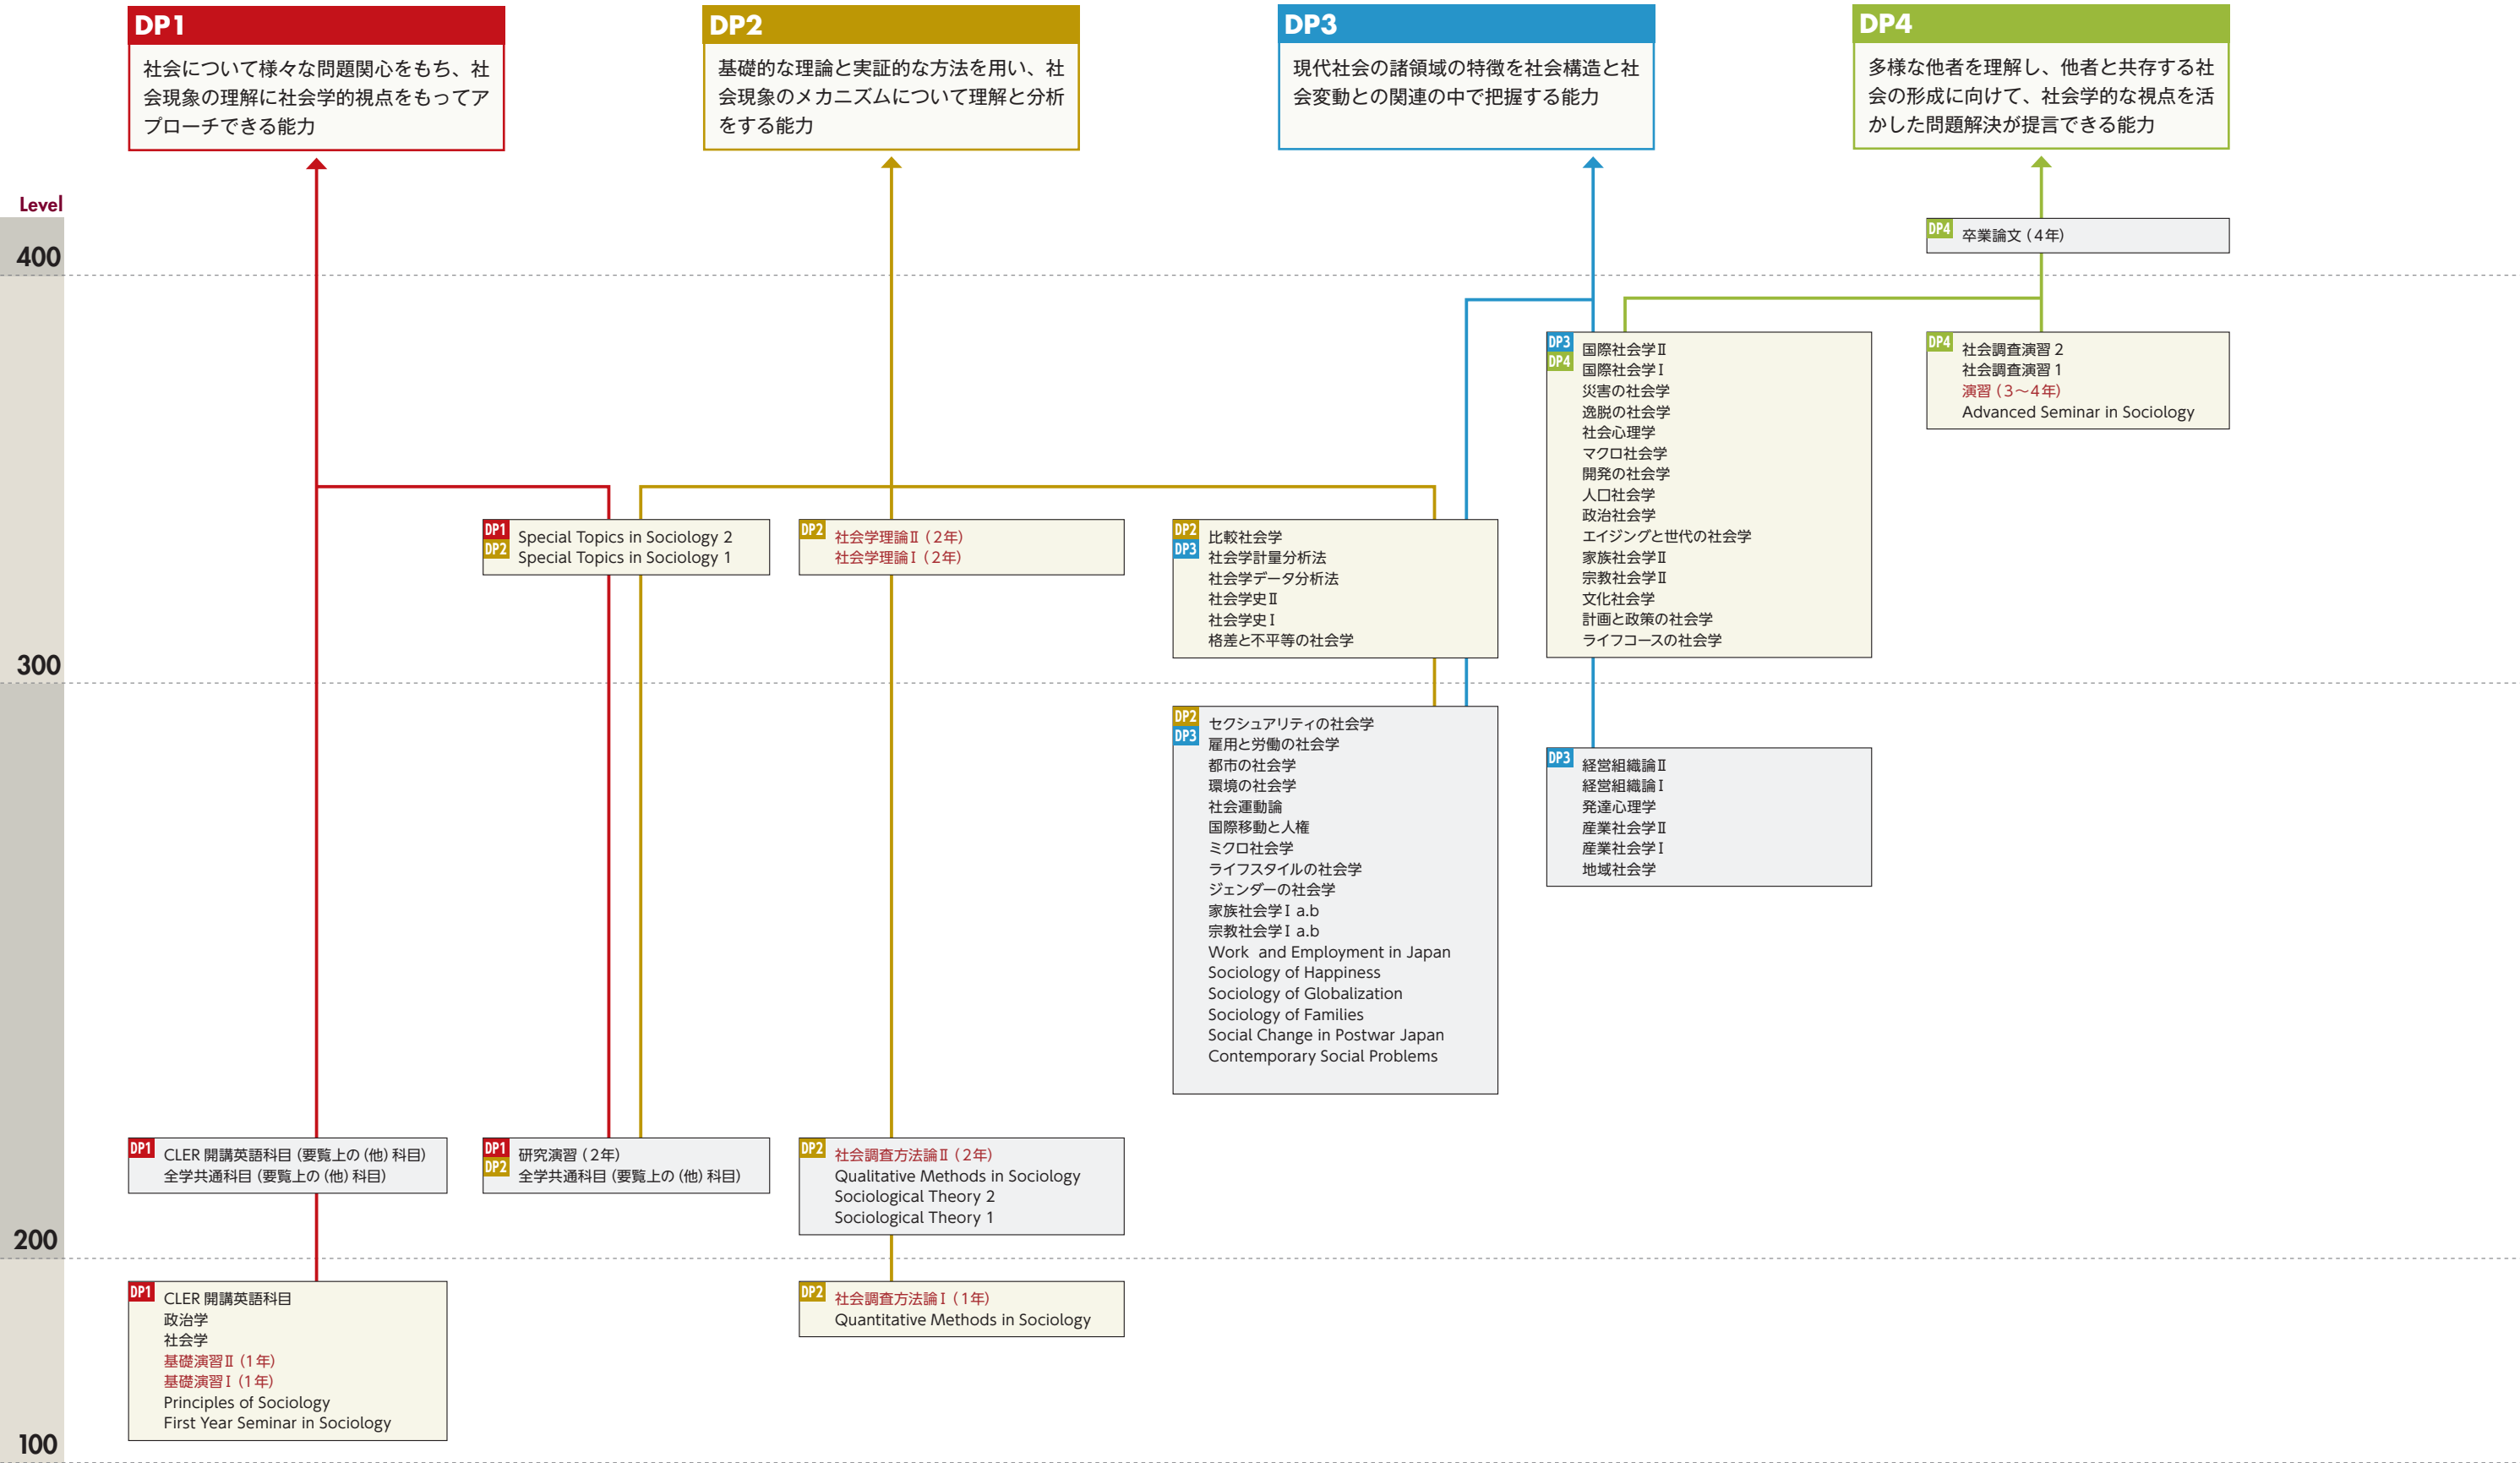 DP1
社会について様々な問題関心をもち、社
会現象の理解に社会学的視点をもってア
プローチできる能力
DP2
基礎的な理論と実証的な方法を用い、社
会現象のメカニズムについて理解と分析
をする能力
DP3
現代社会の諸領域の特徴を社会構造と社
会変動との関連の中で把握する能力
DP4
多様な他者を理解し、他者と共存する社
会の形成に向けて、社会学的な視点を活
かした問題解決が提言できる能力
Level
400
DP4
卒業論文(4年)
DP3
DP4
国際社会学Ⅱ
国際社会学Ⅰ
災害の社会学
逸脱の社会学
社会心理学
マクロ社会学
開発の社会学
人口社会学
政治社会学
エイジングと世代の社会学
家族社会学Ⅱ
宗教社会学Ⅱ
文化社会学
計画と政策の社会学
ライフコースの社会学
DP4
社会調査演習2
社会調査演習1
演習(3~4年)
Advanced Seminar in Sociology
DP1
DP2
Special Topics in Sociology 2
Special Topics in Sociology 1
DP2
社会学理論Ⅱ(2年)
社会学理論Ⅰ(2年)
DP2
DP3
比較社会学
社会学計量分析法
社会学データ分析法
社会学史Ⅱ
社会学史Ⅰ
格差と不平等の社会学
300
DP2
DP3
セクシュアリティの社会学
雇用と労働の社会学
都市の社会学
環境の社会学
社会運動論
国際移動と人権
ミクロ社会学
ライフスタイルの社会学
ジェンダーの社会学
家族社会学Ⅰ a.b
宗教社会学Ⅰ a.b
Work and Employment in Japan
Sociology of Happiness
Sociology of Globalization
Sociology of Families
Social Change in Postwar Japan
Contemporary Social Problems
DP3
経営組織論Ⅱ
経営組織論Ⅰ
発達心理学
産業社会学Ⅱ
産業社会学Ⅰ
地域社会学
DP1
CLER 開講英語科目(要覧上の(他)科目)
全学共通科目(要覧上の(他)科目)
DP1
DP2
研究演習(2年)
全学共通科目(要覧上の(他)科目)
DP2
社会調査方法論Ⅱ(2年)
Qualitative Methods in Sociology
Sociological Theory 2
Sociological Theory 1
200
DP1
CLER 開講英語科目
政治学
社会学
基礎演習Ⅱ(1年)
基礎演習Ⅰ(1年)
Principles of Sociology
First Year Seminar in Sociology
DP2
社会調査方法論Ⅰ(1年)
Quantitative Methods in Sociology
100